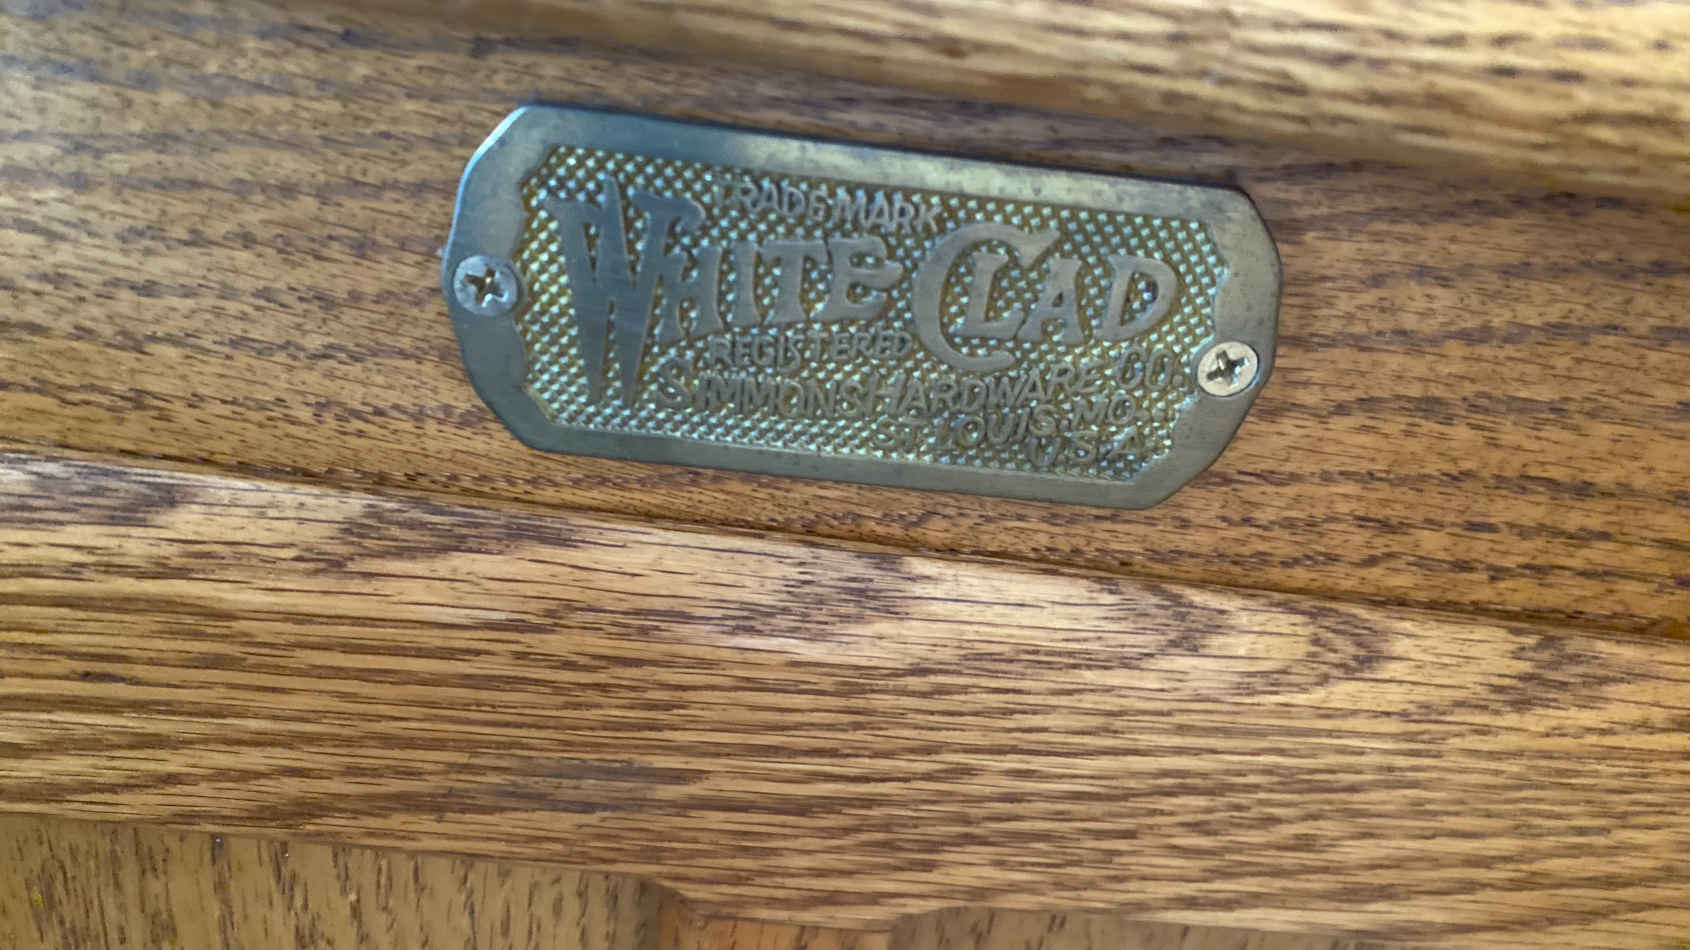 TRADE MARK
WHITE CLAD
REGISTERED
SIMMONS HARDWARE CO.
ST. LOUIS, MO.,
U.S.A.